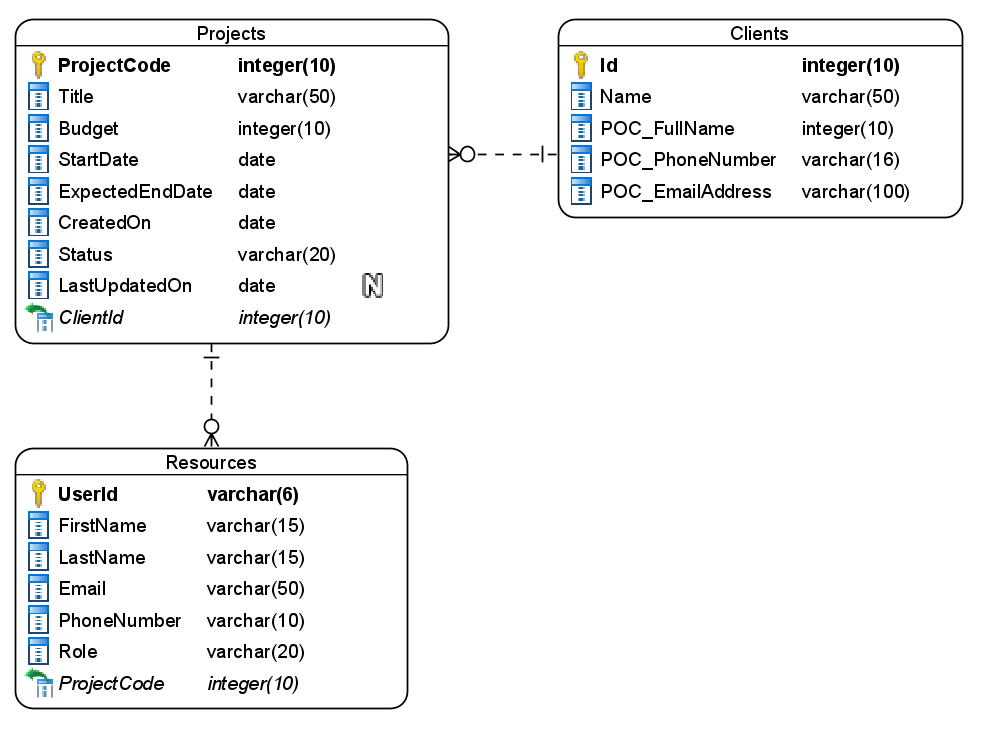 Projects
ProjectCode integer(10)
Title varchar(50)
Budget integer(10)
StartDate date
ExpectedEndDate date
CreatedOn date
Status varchar(20)
LastUpdatedOn date N
ClientId integer(10)
Clients
Id integer(10)
Name varchar(50)
POC_FullName integer(10)
POC_PhoneNumber varchar(16)
POC_EmailAddress varchar(100)
Resources
UserId varchar(6)
FirstName varchar(15)
LastName varchar(15)
Email varchar(50)
PhoneNumber varchar(10)
Role varchar(20)
ProjectCode integer(10)